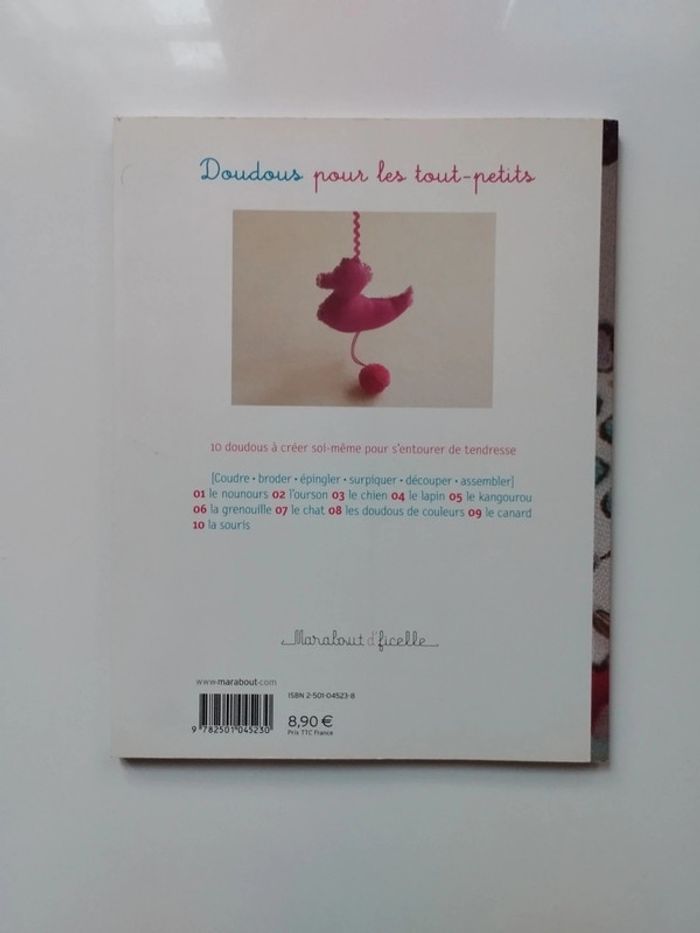 Doudous pour les tout-petits
10 doudous à créer soi-même pour s'entourer de tendresse
[Coudre • broder • épingler • surpiquer • découper • assembler]
01 le nounours 02 l'ourson 03 le chien 04 le lapin 05 le kangourou
06 la grenouille 07 le chat 08 les doudous de couleurs 09 le canard
10 la souris
Marabout d'ficelle
www.marabout.com
ISBN 2-501-04523-8
9 782501 045230
8,90 €
Prix TTC France